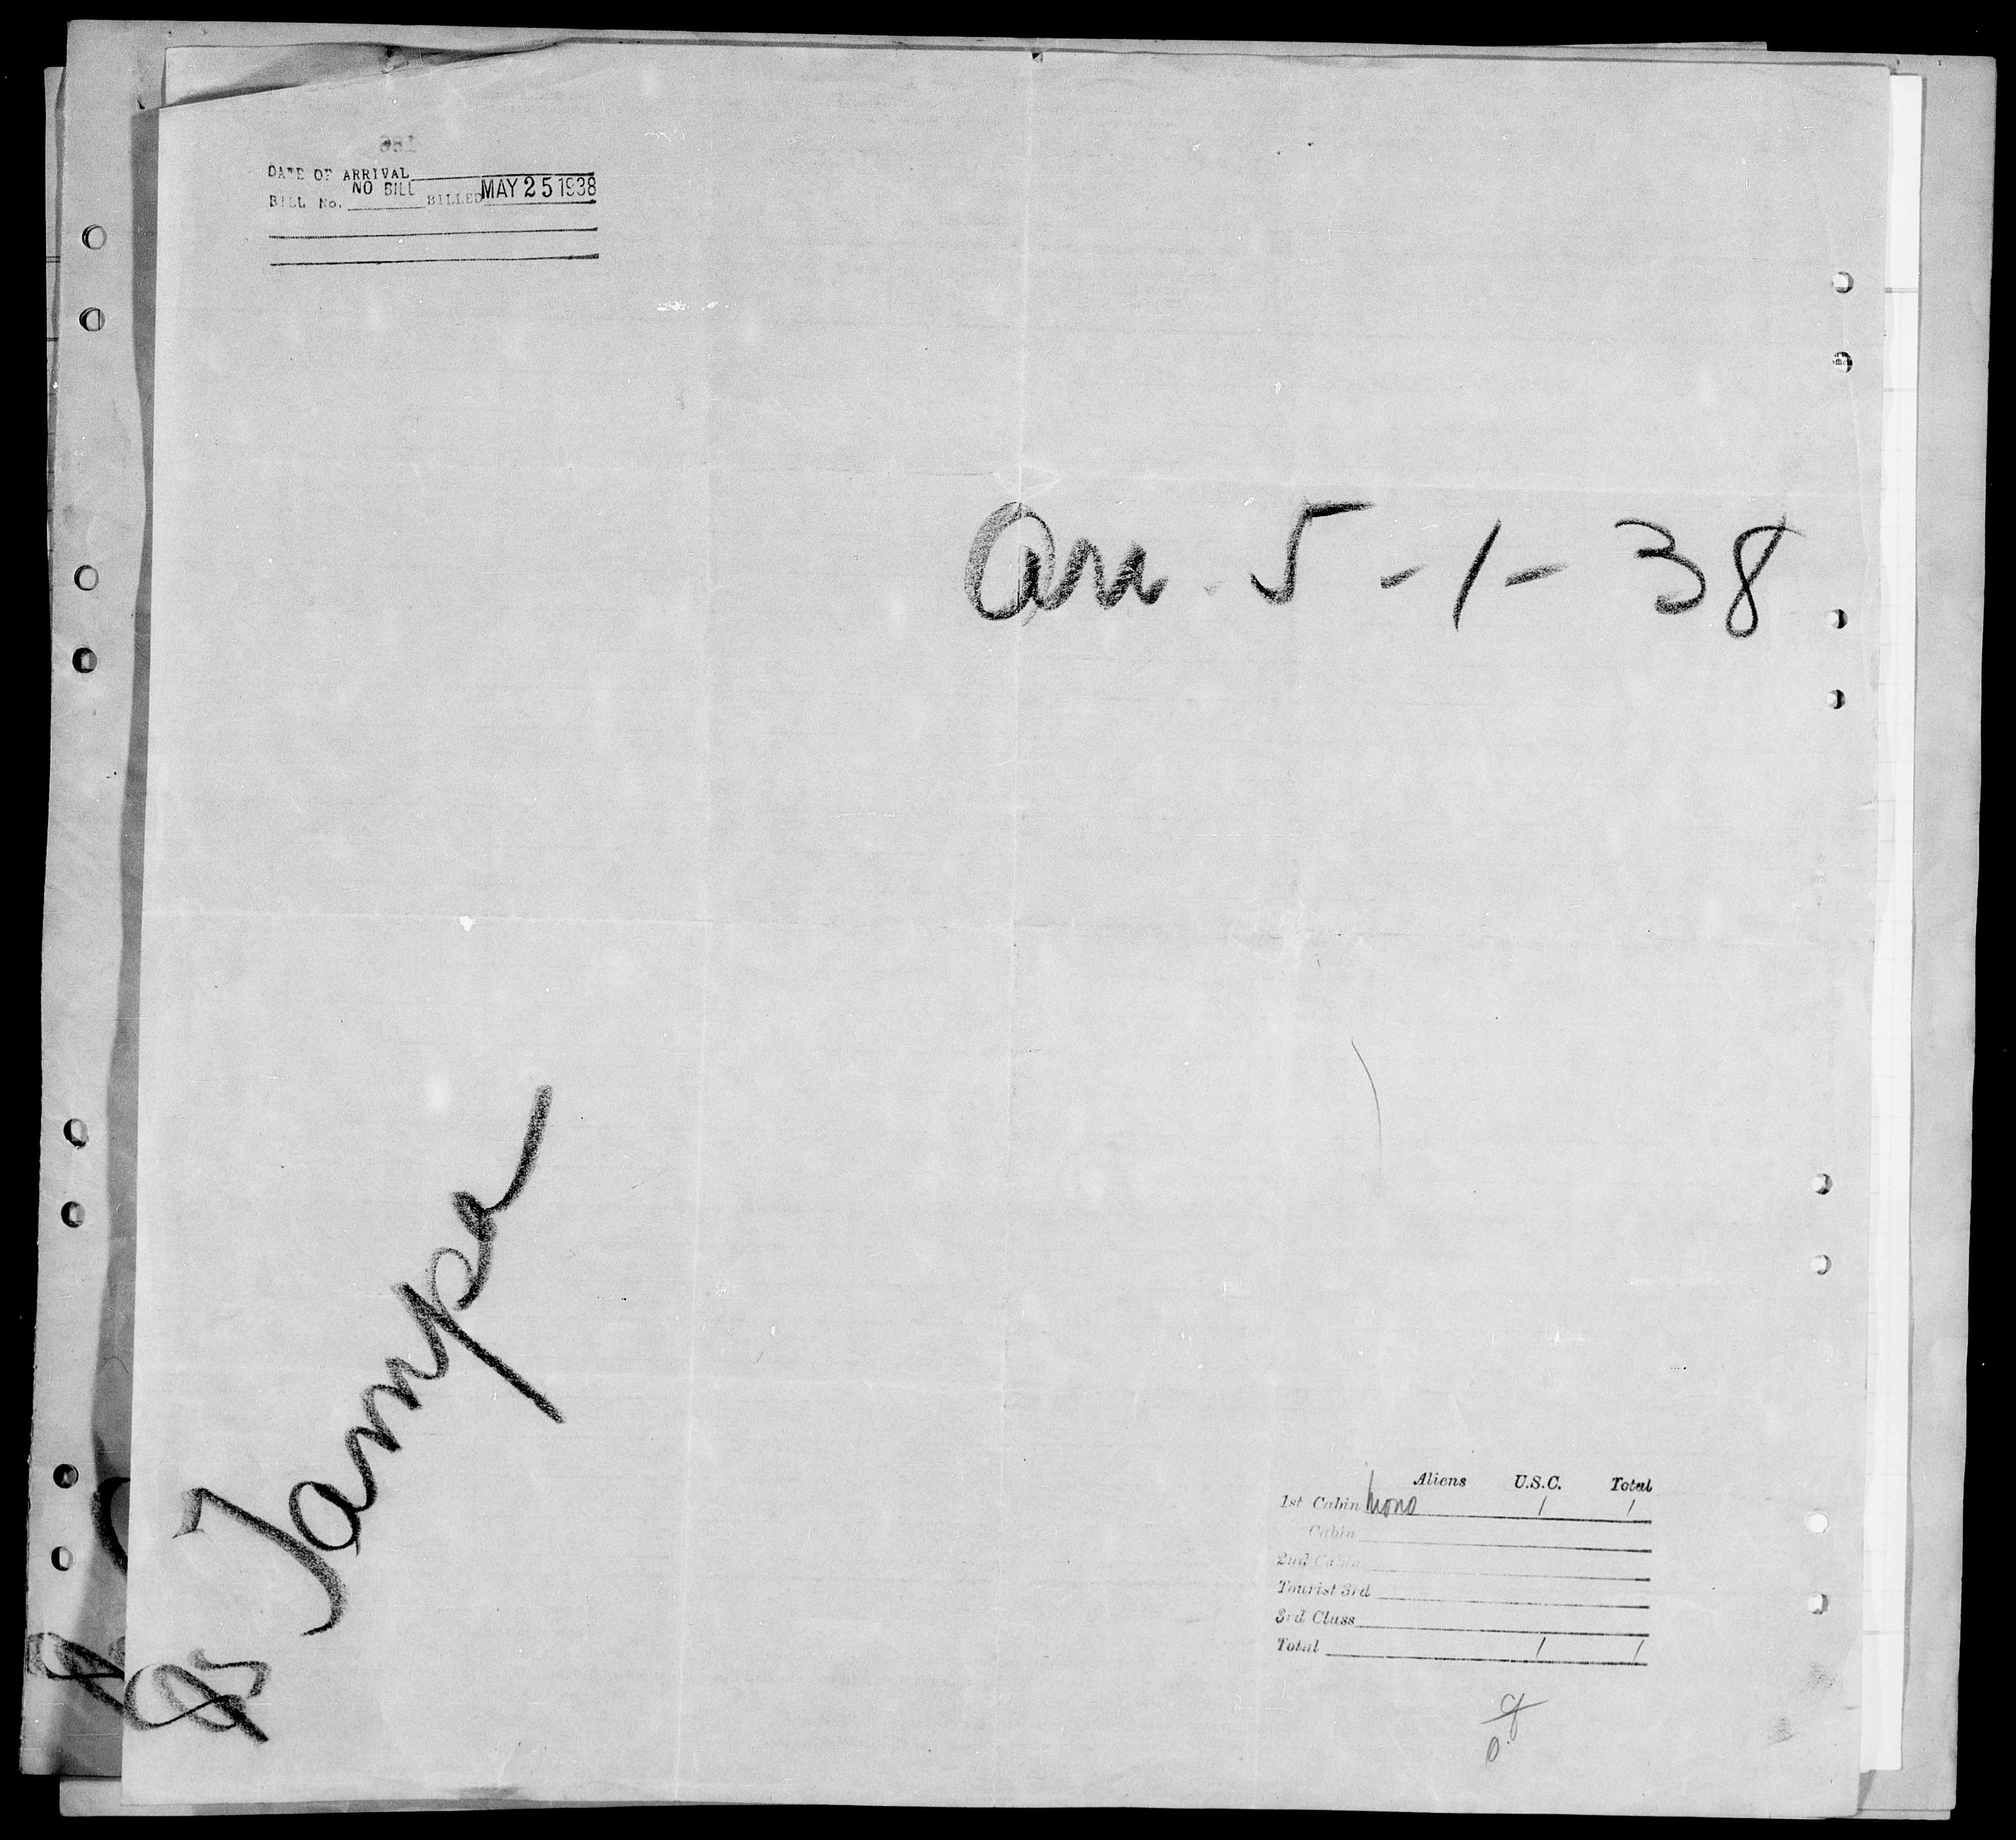 DATE OF ARRIVAL
NO BILL
BILL No. BILLED MAY 25 1938
Arr. 5-1-38
Tampa
Aliens U.S.C. Total
1st Cabin None 1 1
Cabin
2nd Cabin
Tourist 3rd
3rd Class
Total 1 1